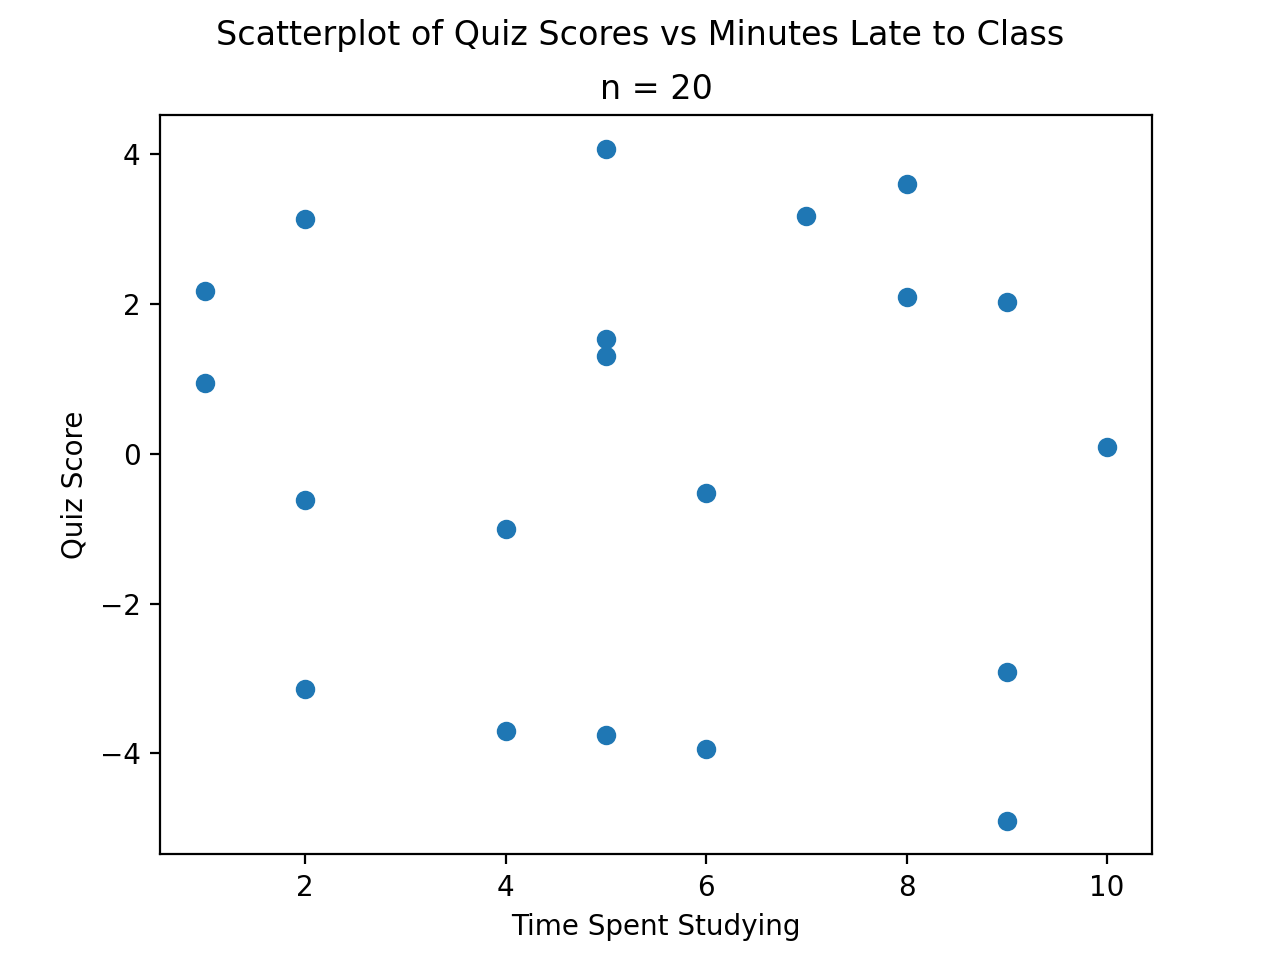 Scatterplot of Quiz Scores vs Minutes Late to Class
n = 20
4
2
0
−2
−4
Quiz Score
2 4 6 8 10
Time Spent Studying